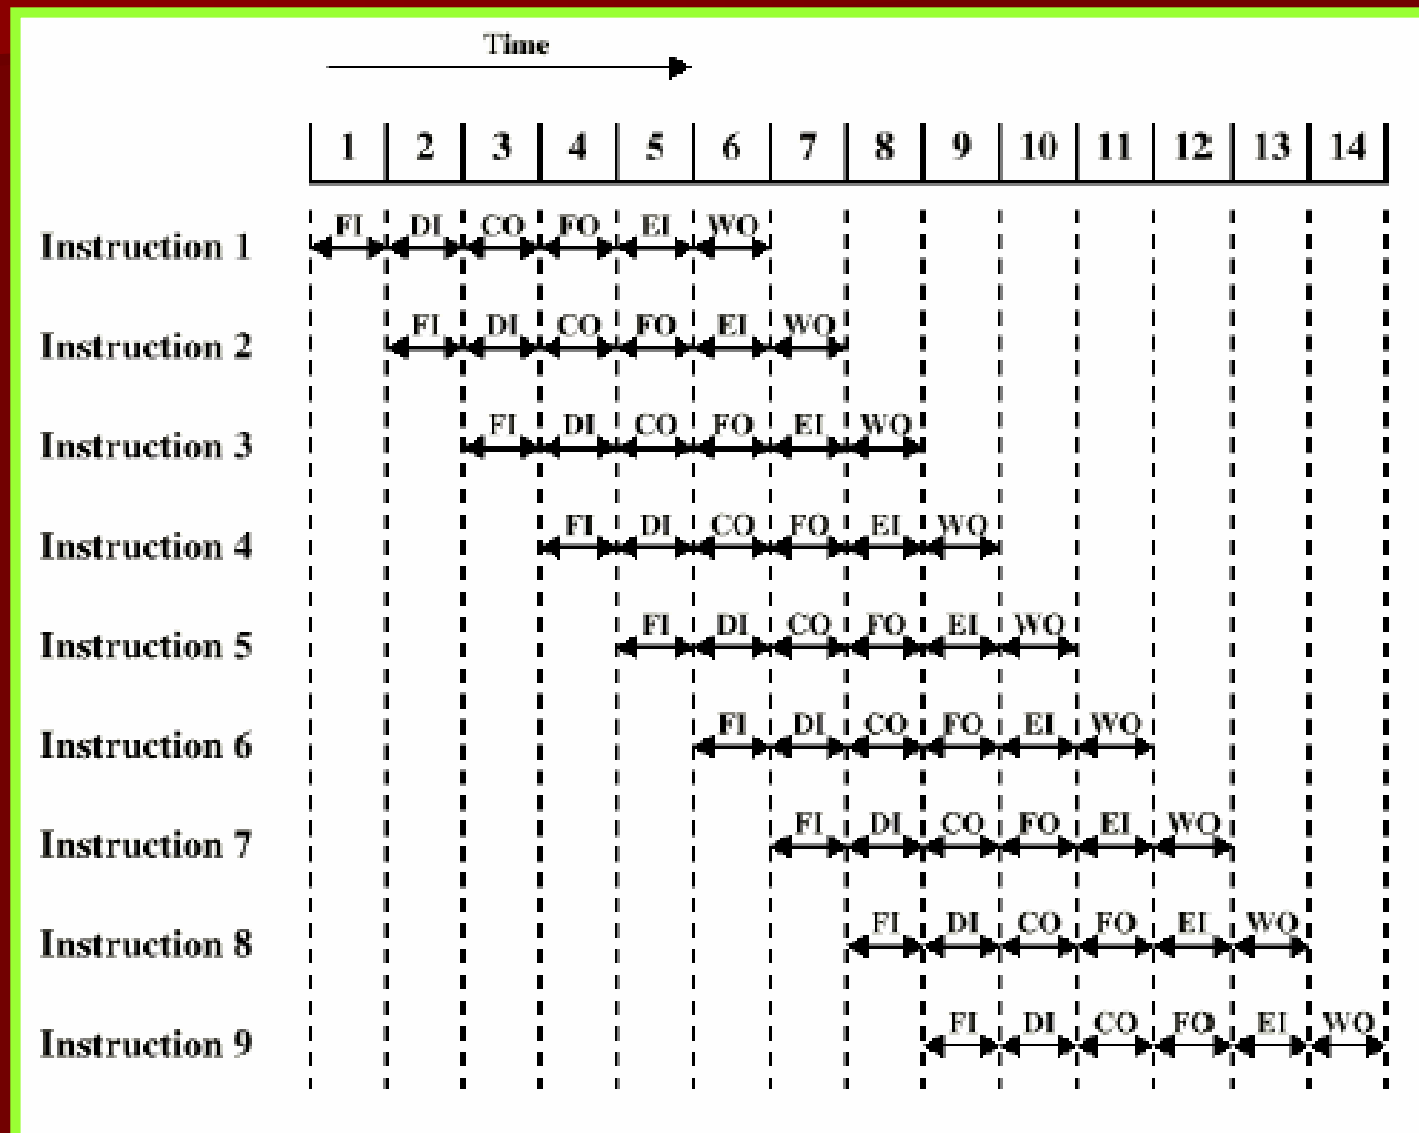 Time
1 2 3 4 5 6 7 8 9 10 11 12 13 14
Instruction 1 FI DI CO FO EI WO
Instruction 2 FI DI CO FO EI WO
Instruction 3 FI DI CO FO EI WO
Instruction 4 FI DI CO FO EI WO
Instruction 5 FI DI CO FO EI WO
Instruction 6 FI DI CO FO EI WO
Instruction 7 FI DI CO FO EI WO
Instruction 8 FI DI CO FO EI WO
Instruction 9 FI DI CO FO EI WO